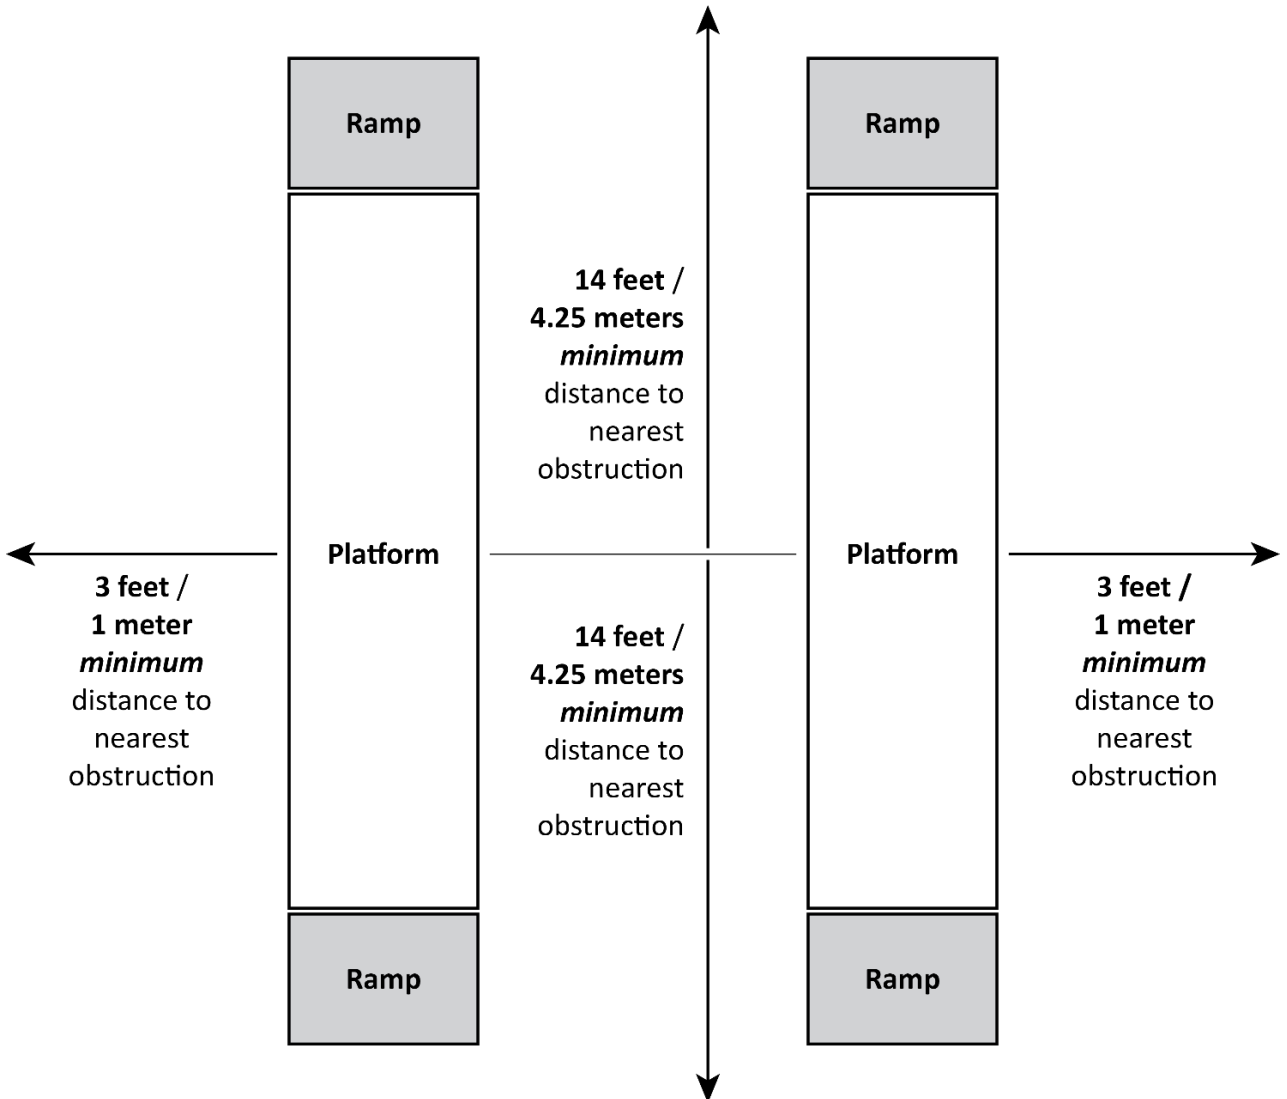 Ramp
Ramp
14 feet /
4.25 meters
minimum
distance to
nearest
obstruction
Platform
Platform
3 feet /
1 meter
minimum
distance to
nearest
obstruction
14 feet /
4.25 meters
minimum
distance to
nearest
obstruction
3 feet /
1 meter
minimum
distance to
nearest
obstruction
Ramp
Ramp